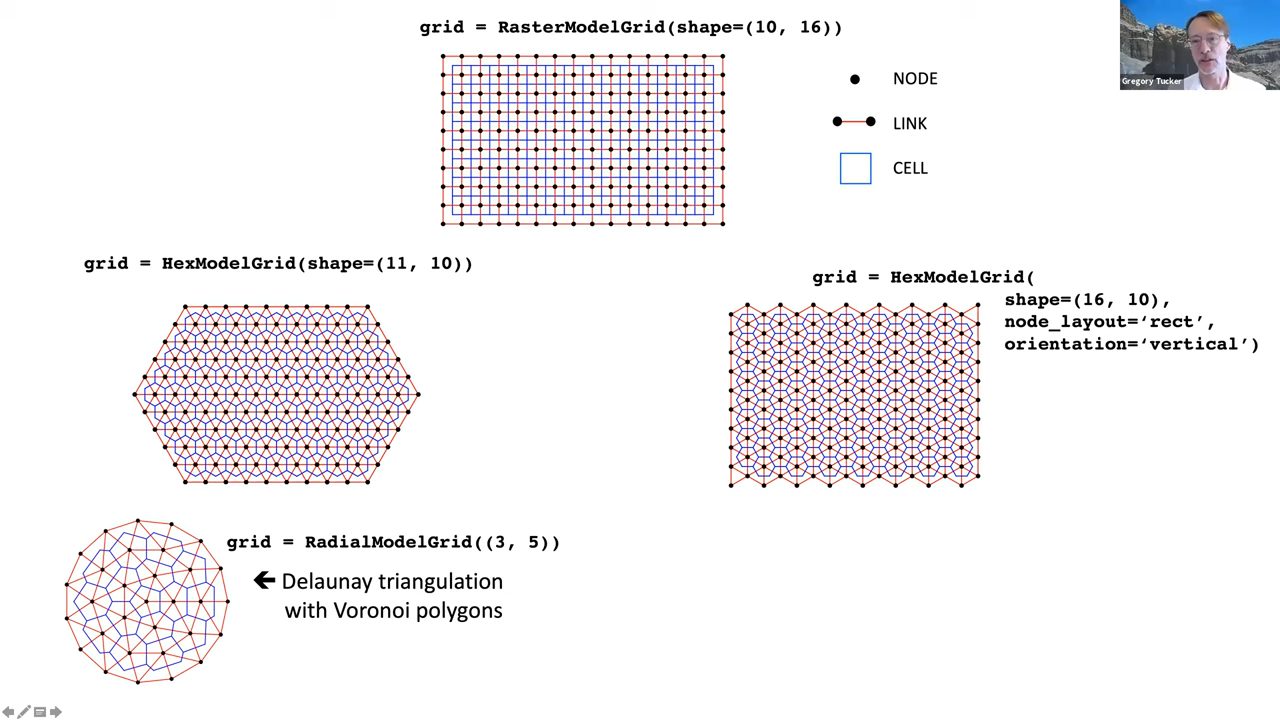 grid = RasterModelGrid(shape=(10, 16))
Gregory Tucker
NODE
LINK
CELL
grid = HexModelGrid(shape=(11, 10))
grid = HexModelGrid(
shape=(16, 10),
node_layout=‘rect’,
orientation=‘vertical’)
grid = RadialModelGrid((3, 5))
🡸 Delaunay triangulation
with Voronoi polygons